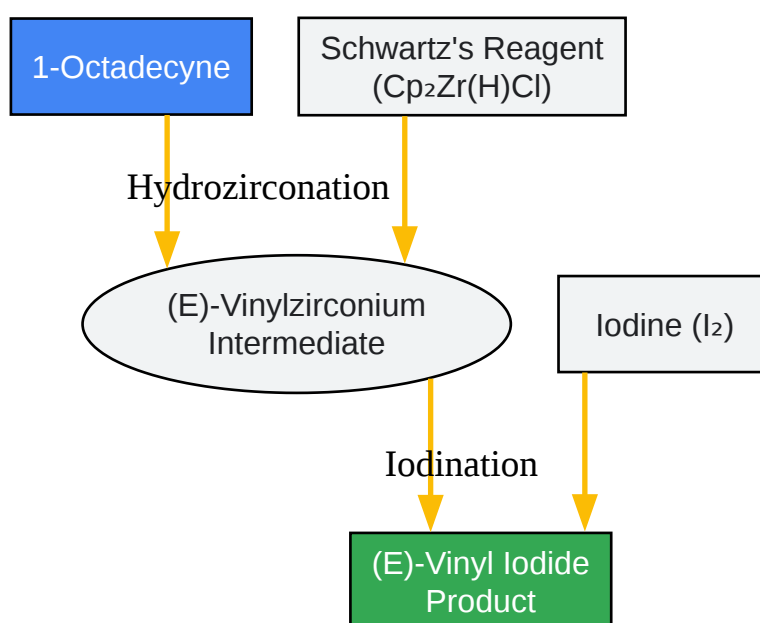 1-Octadecyne
Schwartz's Reagent
(Cp₂Zr(H)Cl)
Hydrozirconation
(E)-Vinylzirconium
Intermediate
Iodine (I₂)
Iodination
(E)-Vinyl Iodide
Product